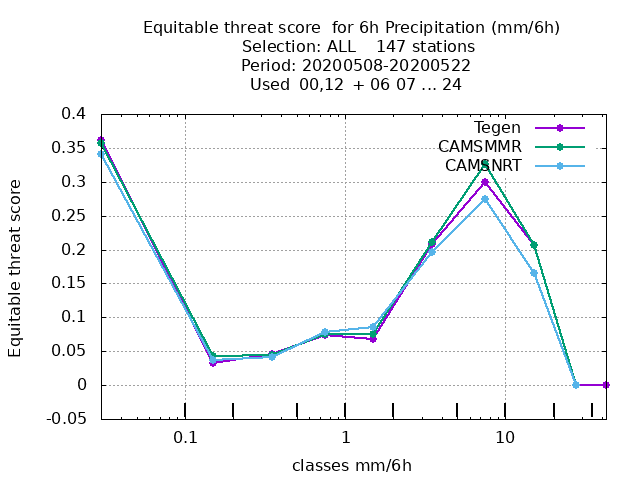 Equitable threat score  for 6h Precipitation (mm/6h)
Selection: ALL    147 stations
Period: 20200508-20200522
Used  00,12  + 06 07 ... 24
Tegen
CAMSMMR
CAMSNRT
0.4
0.35
0.3
0.25
0.2
0.15
0.1
0.05
0
-0.05
Equitable threat score
0.1
1
10
classes mm/6h